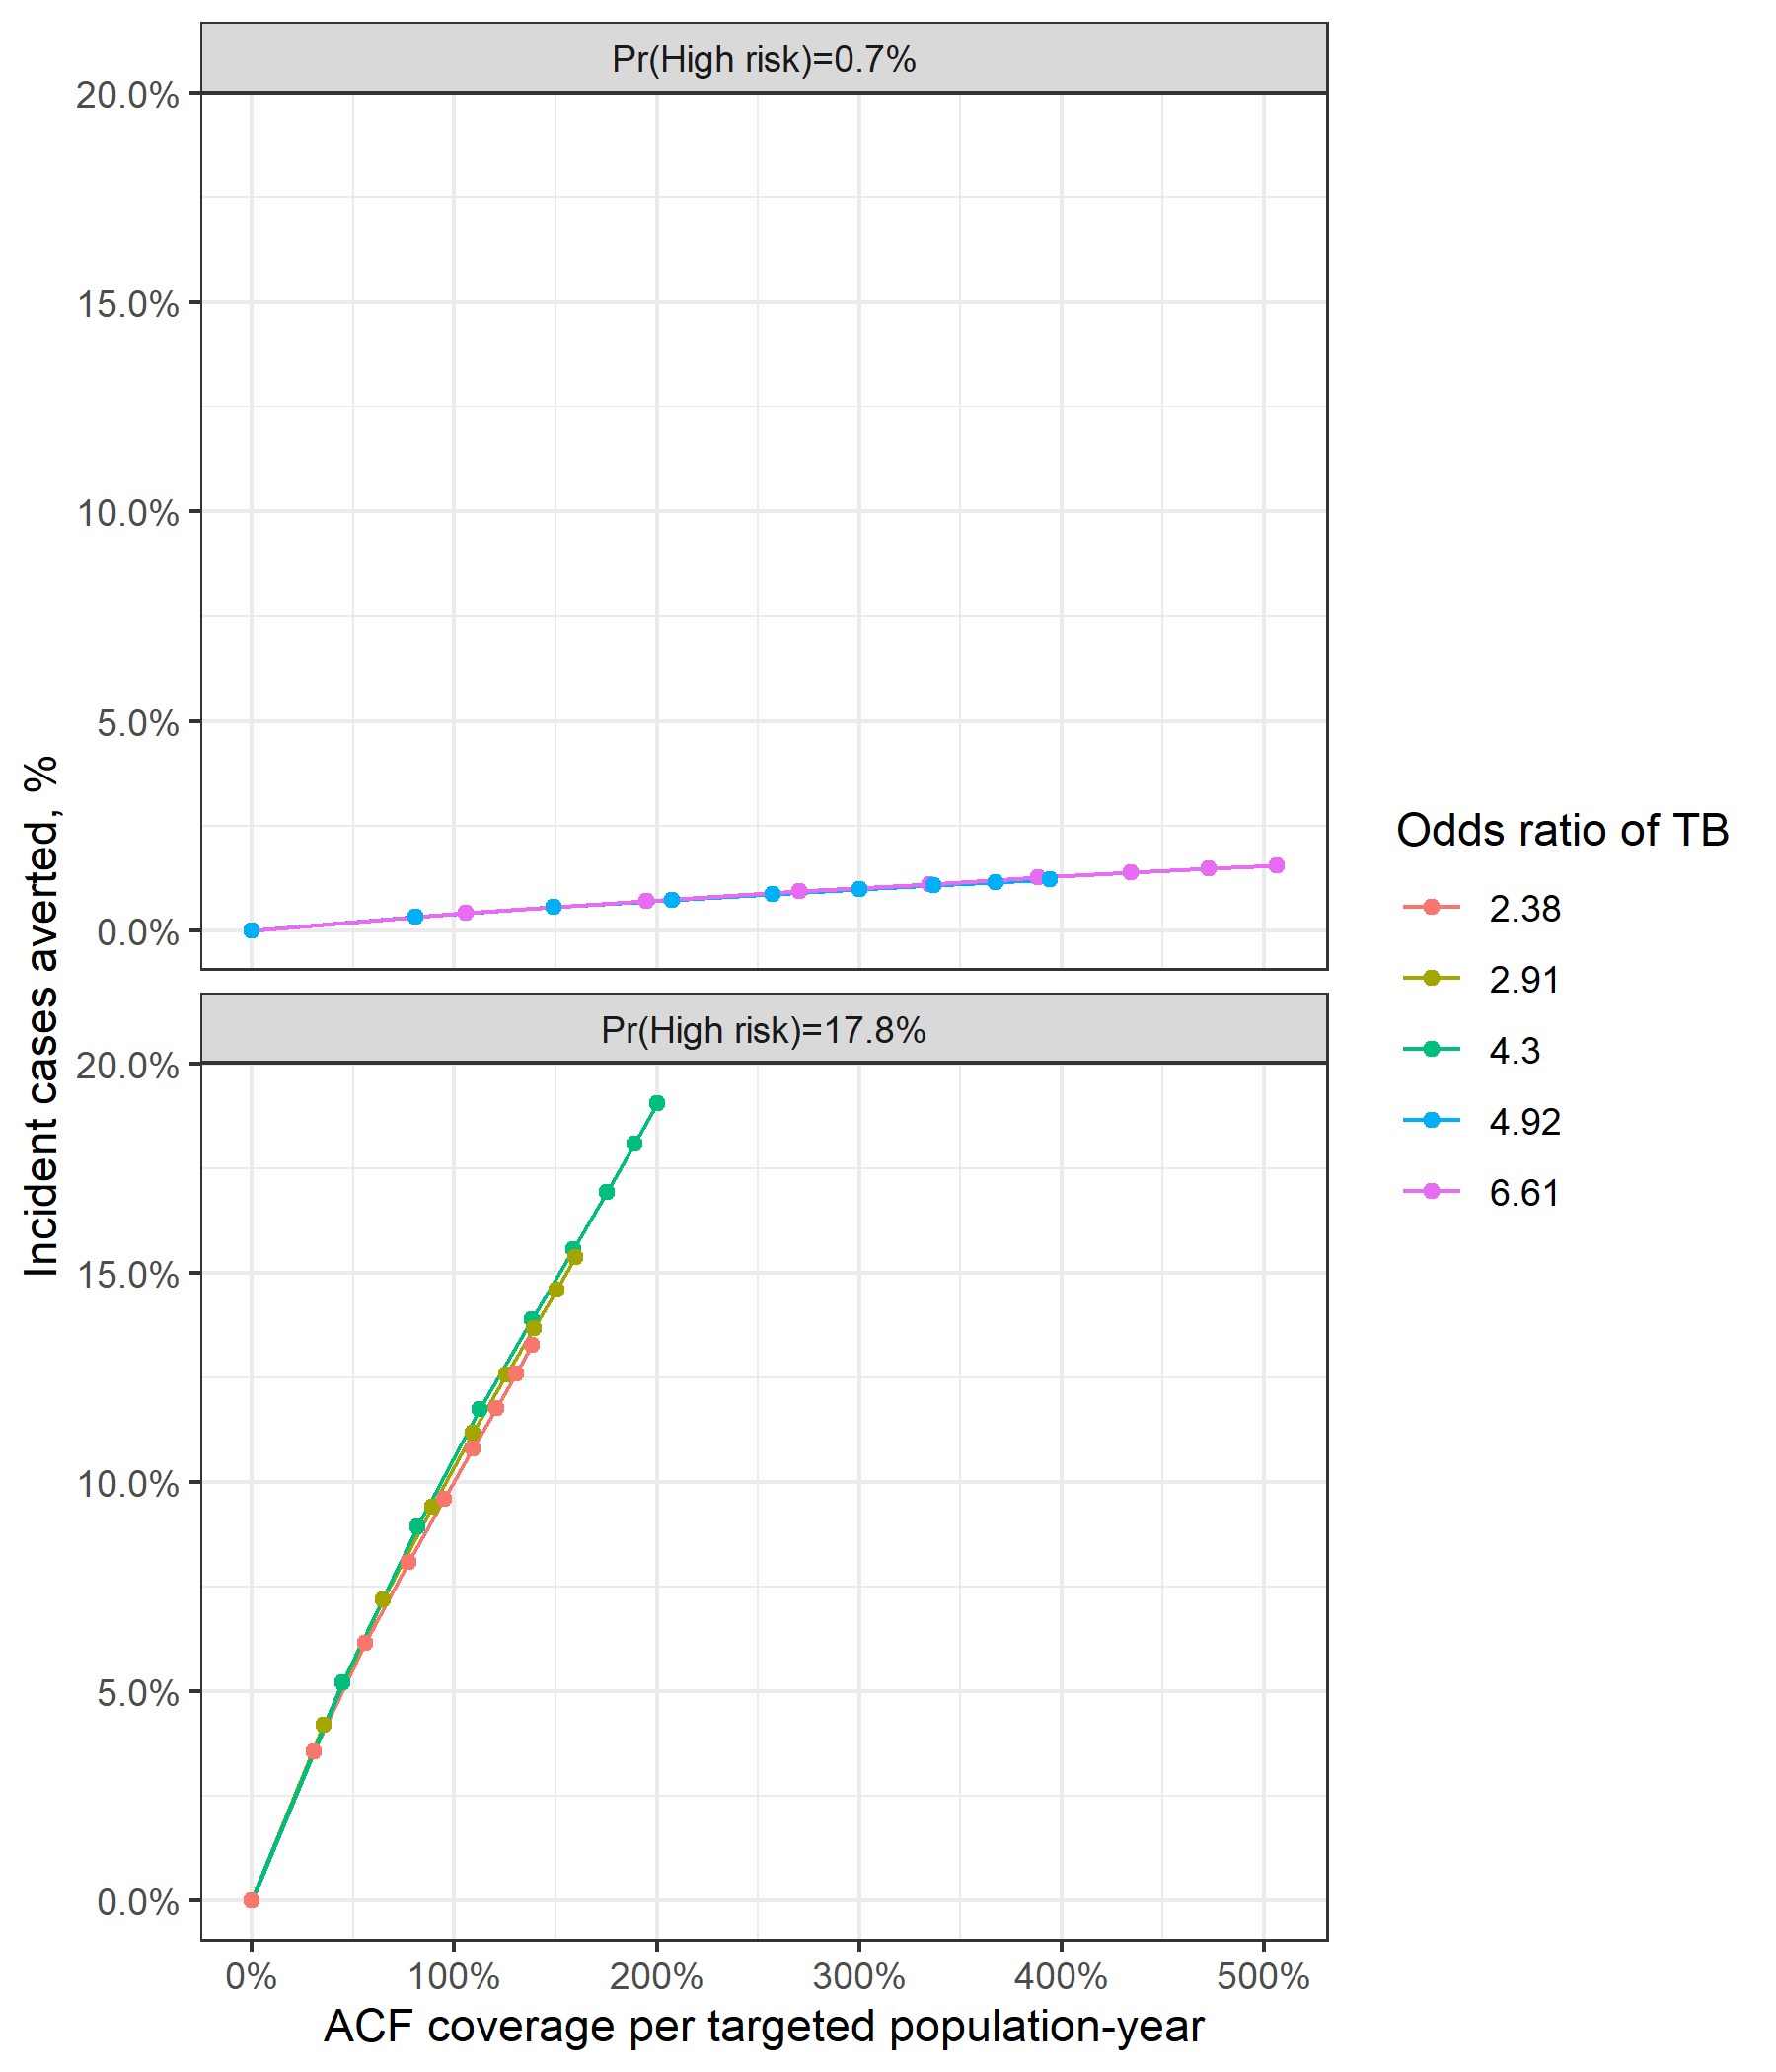 Pr(High risk)=0.7%
20.0%
15.0%
10.0%
5.0%
0.0%
Pr(High risk)=17.8%
20.0%
15.0%
10.0%
5.0%
0.0%
0% 100% 200% 300% 400% 500%
ACF coverage per targeted population-year
Incident cases averted, %
Odds ratio of TB
2.38
2.91
4.3
4.92
6.61